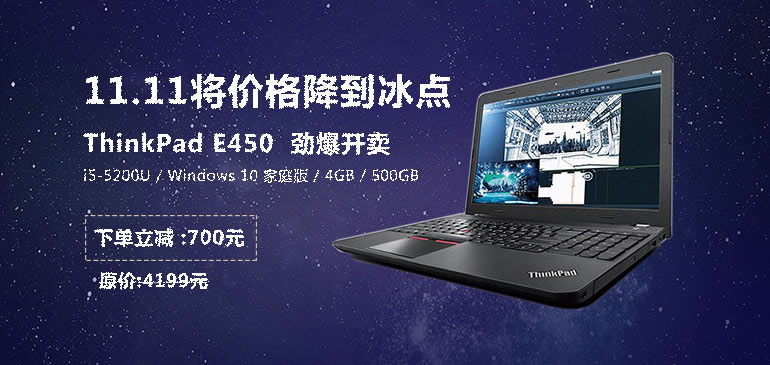 11.11将价格降到冰点
ThinkPad E450 劲爆开卖
i5-5200U / Windows 10 家庭版 / 4GB / 500GB
下单立减 :700元
原价:4199元
ThinkPad